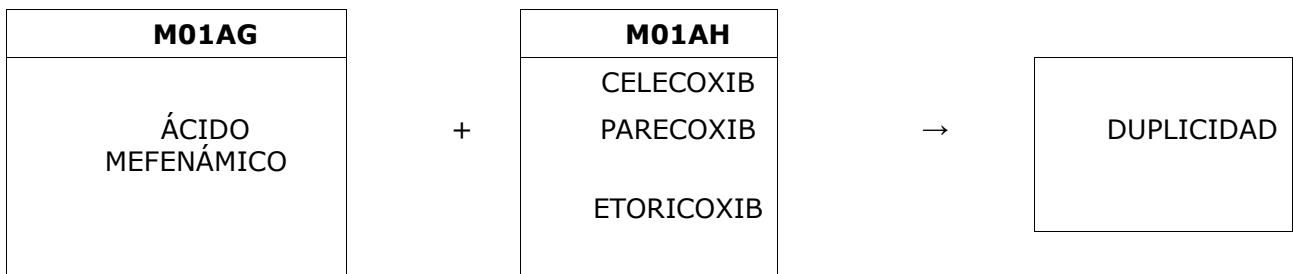 M01AG
M01AH
CELECOXIB
ÁCIDO
MEFENÁMICO
+
PARECOXIB
→
DUPLICIDAD
ETORICOXIB